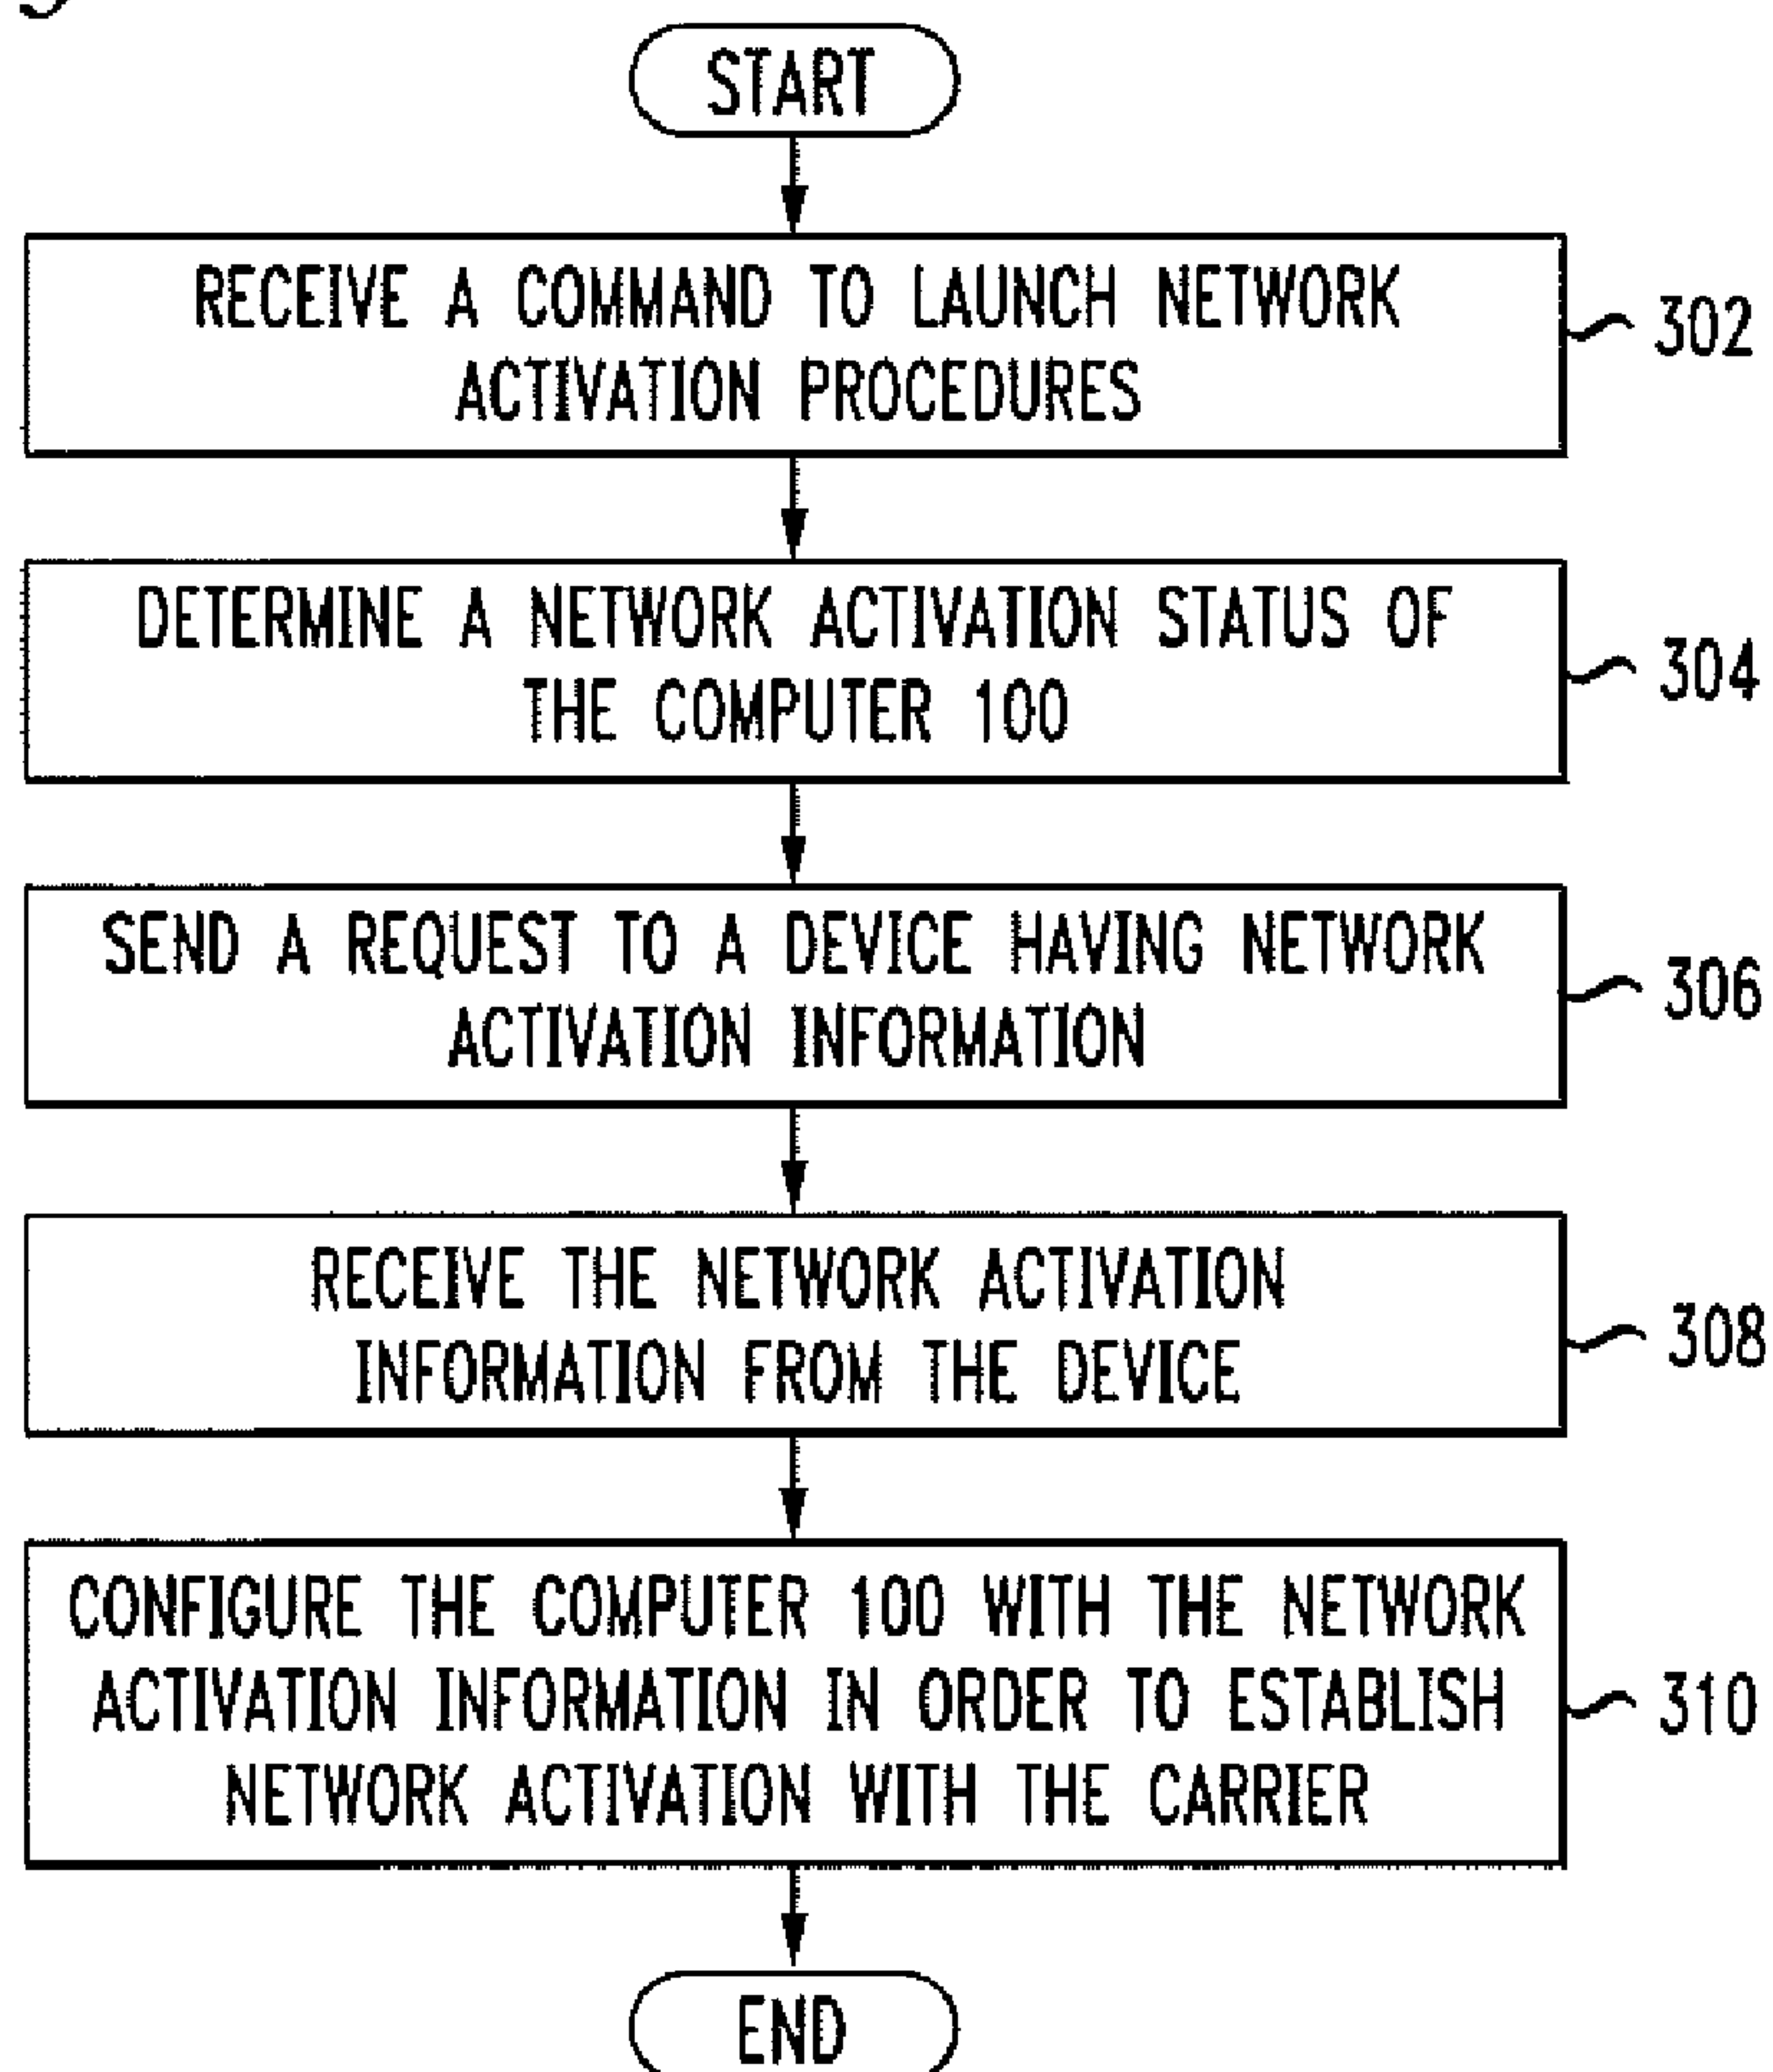 START
RECEIVE A COMMAND TO LAUNCH NETWORK
ACTIVATION PROCEDURES
302
DETERMINE A NETWORK ACTIVATION STATUS OF
THE COMPUTER 100
304
SEND A REQUEST TO A DEVICE HAVING NETWORK
ACTIVATION INFORMATION
306
RECEIVE THE NETWORK ACTIVATION
INFORMATION FROM THE DEVICE
308
CONFIGURE THE COMPUTER 100 WITH THE NETWORK
ACTIVATION INFORMATION IN ORDER TO ESTABLISH
NETWORK ACTIVATION WITH THE CARRIER
310
END